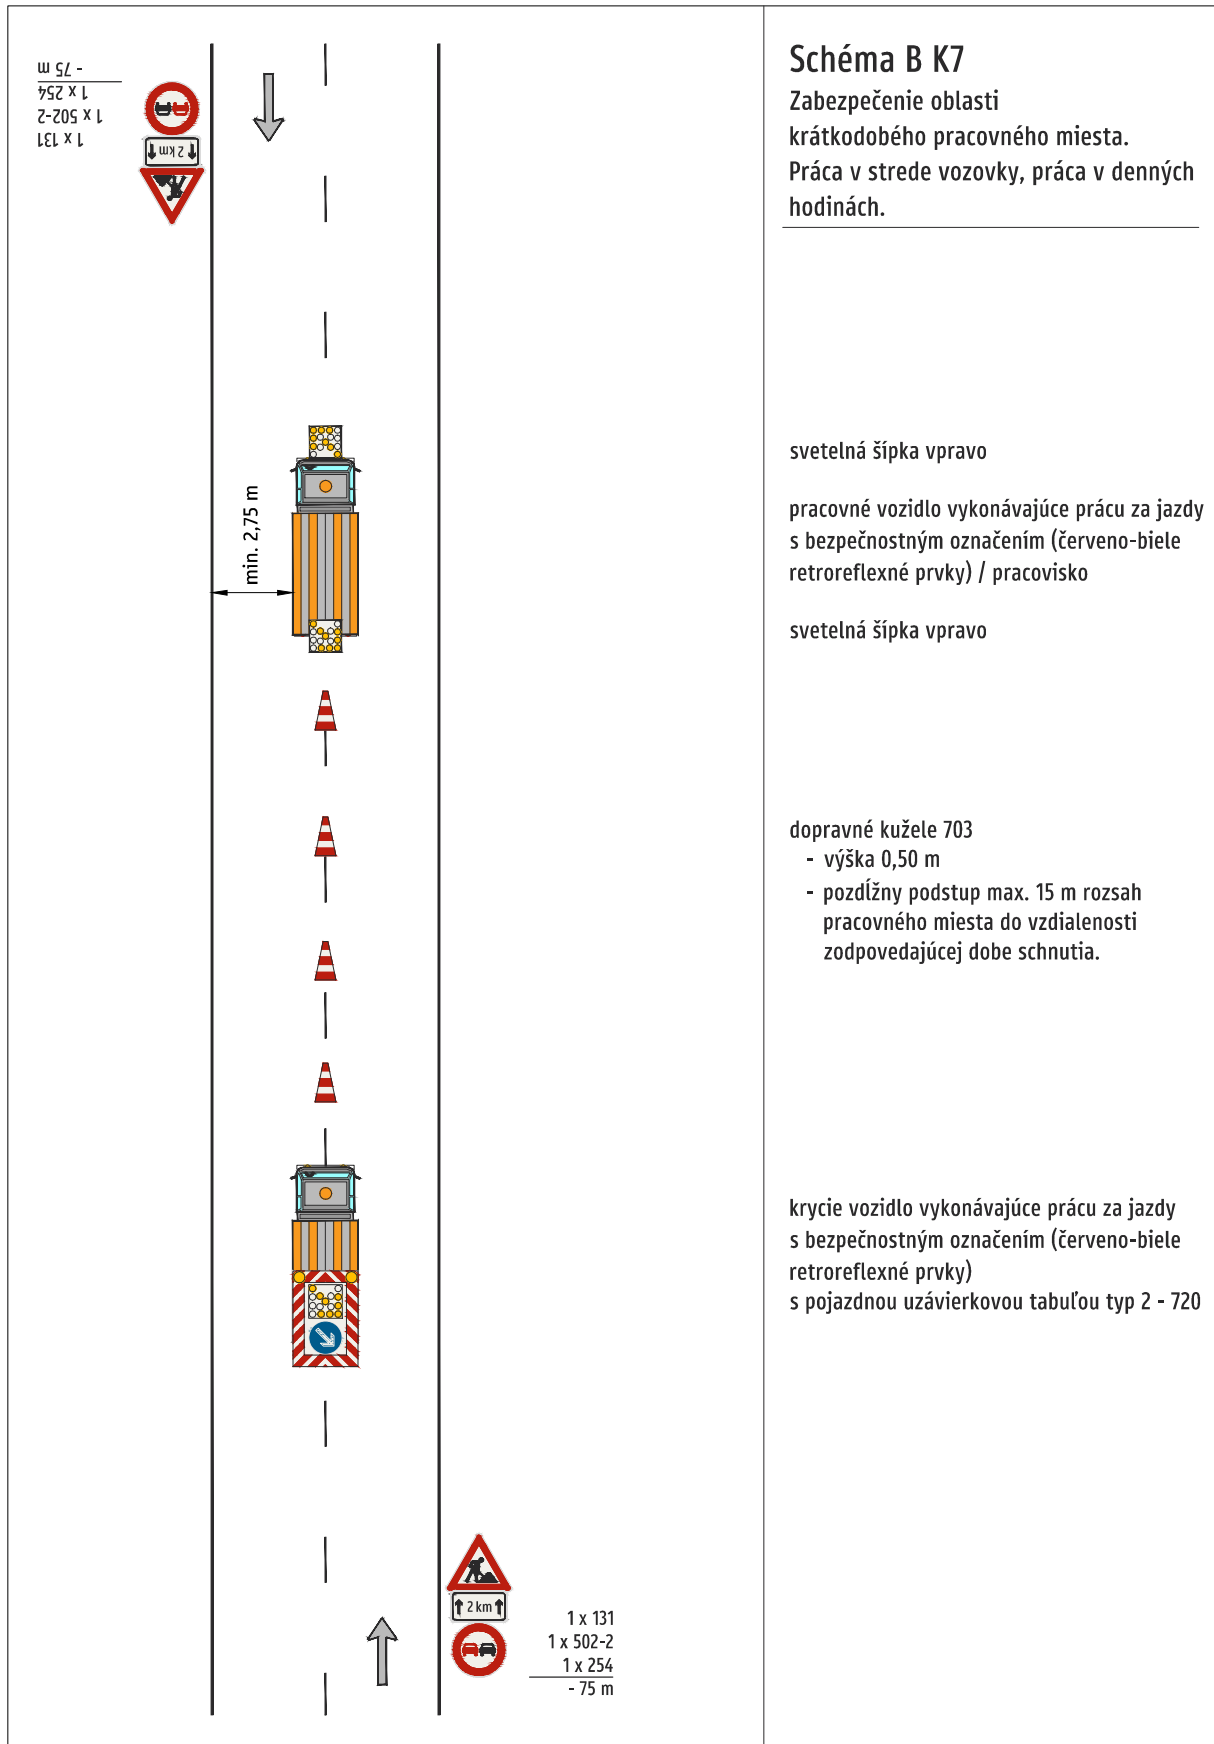 Schéma B K7
Zabezpečenie oblasti
krátkodobého pracovného miesta.
Práca v strede vozovky, práca v denných
hodinách.
1 x 131
1 x 502-2
1 x 254
- 75 m
2 km
svetelná šípka vpravo
min. 2,75 m
pracovné vozidlo vykonávajúce prácu za jazdy
s bezpečnostným označením (červeno-biele
retroreflexné prvky) / pracovisko
svetelná šípka vpravo
dopravné kužele 703
- výška 0,50 m
- pozdĺžny podstup max. 15 m rozsah
pracovného miesta do vzdialenosti
zodpovedajúcej dobe schnutia.
krycie vozidlo vykonávajúce prácu za jazdy
s bezpečnostným označením (červeno-biele
retroreflexné prvky)
s pojazdnou uzávierkovou tabuľou typ 2 - 720
2 km
1 x 131
1 x 502-2
1 x 254
- 75 m